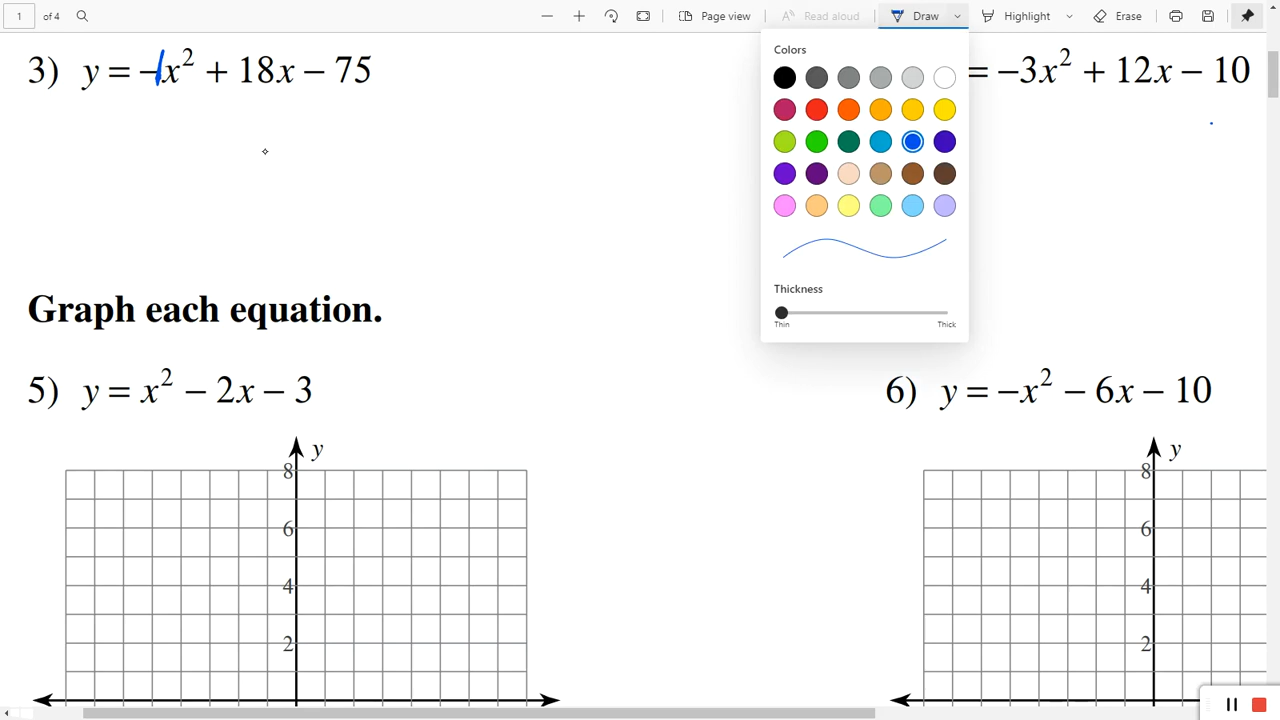 1 of 4 Page view Read aloud Draw Highlight Erase
Colors
3) y = -1x² + 18x − 75
= −3x² + 12x − 10
Thickness
Thin Thick
Graph each equation.
5) y = x² − 2x − 3
6) y = −x² − 6x − 10
y
8
6
4
2
y
8
6
4
2